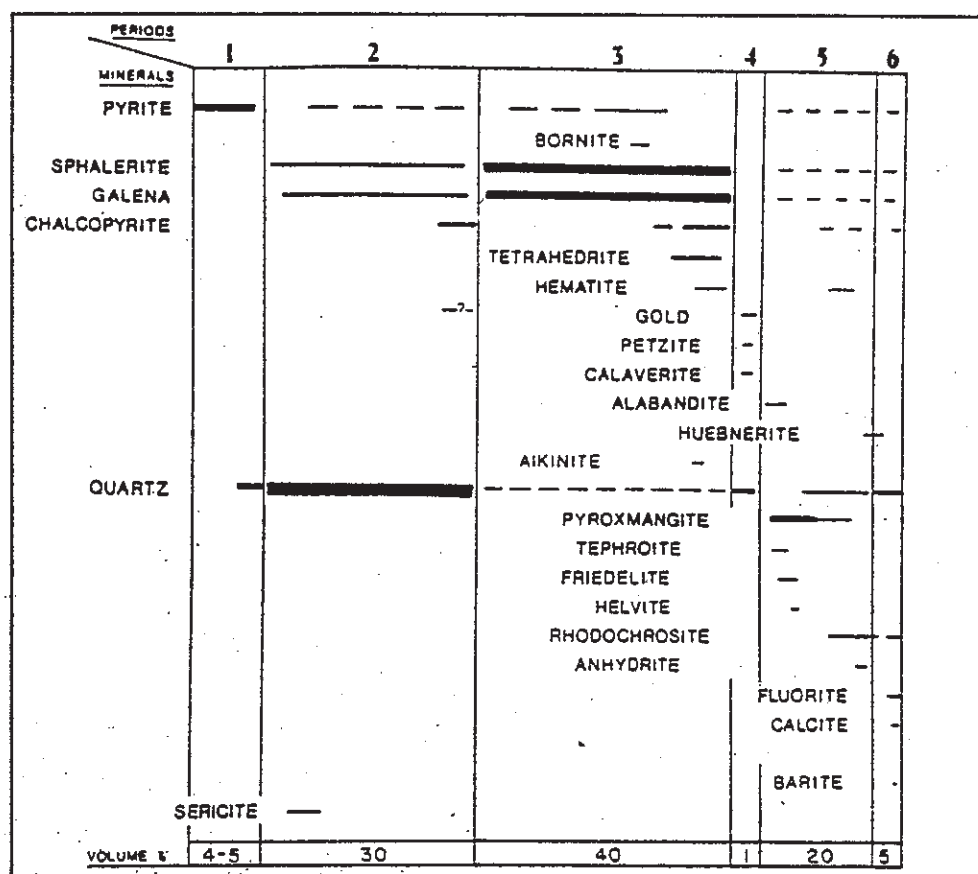 PERIODS
1 2 3 4 5 6
MINERALS
PYRITE
BORNITE
SPHALERITE
GALENA
CHALCOPYRITE
TETRAHEDRITE
HEMATITE
?
GOLD
PETZITE
CALAVERITE
ALABANDITE
HUEBNERITE
AIKINITE
QUARTZ
PYROXMANGITE
TEPHROITE
FRIEDELITE
HELVITE
RHODOCHROSITE
ANHYDRITE
FLUORITE
CALCITE
BARITE
SERICITE
VOLUME % 4-5 30 40 1 20 5